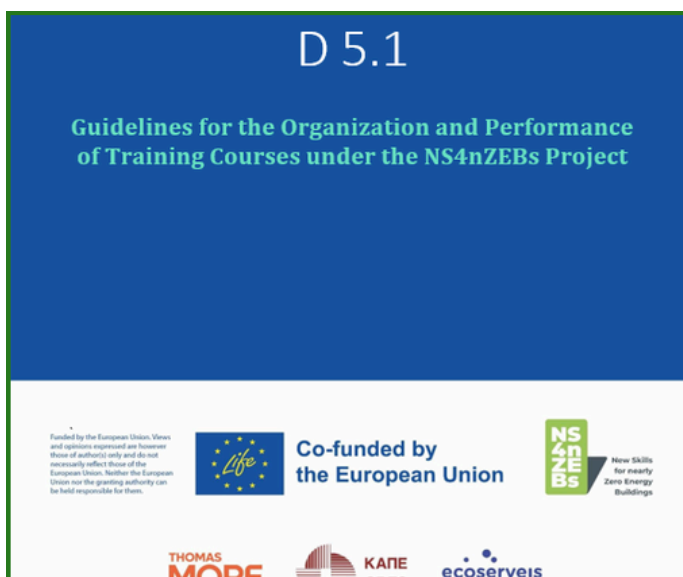 D 5.1
Guidelines for the Organization and Performance
of Training Courses under the NS4nZEBs Project
Funded by the European Union. Views
and opinions expressed are however
those of author(s) only and do not
necessarily reflect those of the
European Union. Neither the European
Union nor the granting authority can
be held responsible for them.
Life
Co-funded by
the European Union
NS
4n
ZE
Bs
New Skills
for nearly
Zero Energy
Buildings
THOMAS
MORE
ΚΑΠΕ
ecoserveis